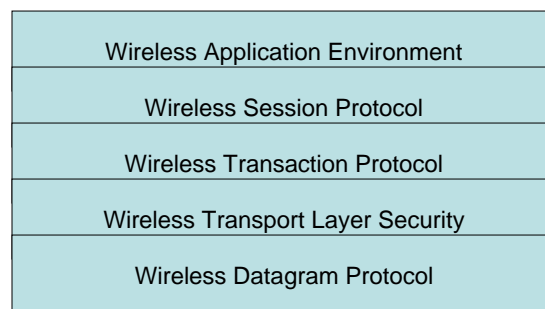 Wireless Application Environment
Wireless Session Protocol
Wireless Transaction Protocol
Wireless Transport Layer Security
Wireless Datagram Protocol